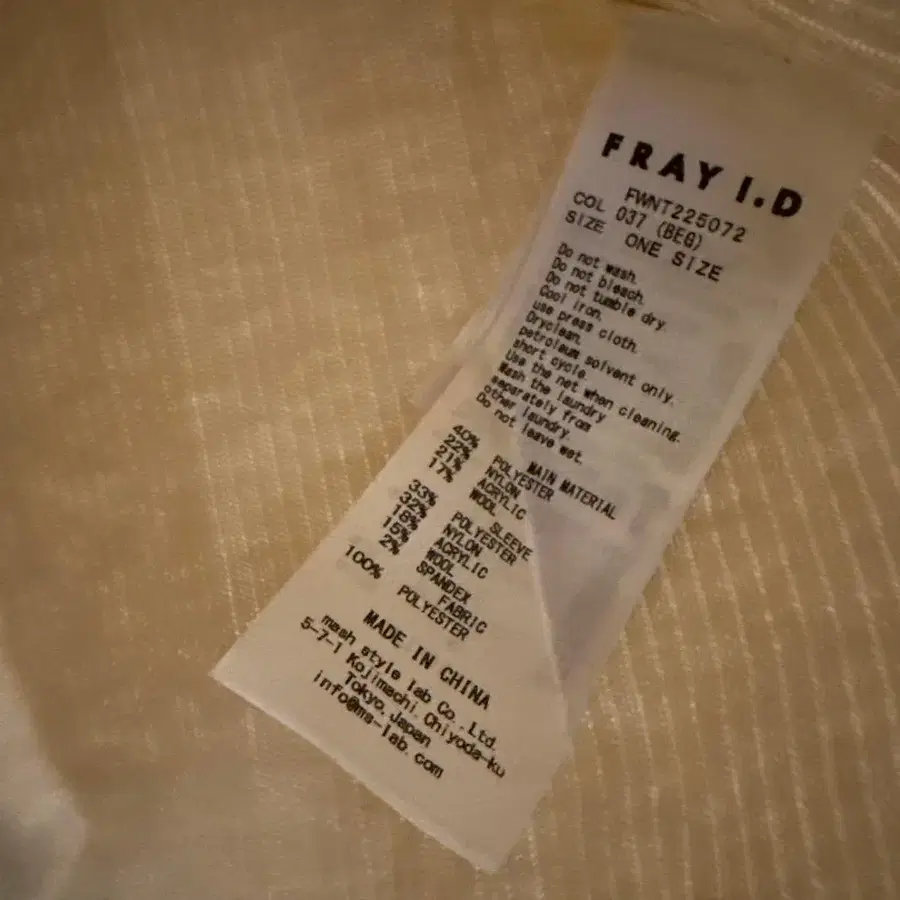 FRAY I.D
FWNT225072
COL 037 (BEG)
SIZE ONE SIZE
Do not wash.
Do not bleach.
Do not tumble dry.
Cool iron.
use press cloth.
Dryclean.
petroleum solvent only.
short cycle.
Use the net when cleaning.
Wash the laundry
separately from
other laundry.
Do not leave wet.
MAIN MATERIAL
40% POLYESTER
22% NYLON
21% ACRYLIC
17% WOOL
SLEEVE
33% POLYESTER
32% NYLON
18% ACRYLIC
15% WOOL
2% SPANDEX
FABRIC
100% POLYESTER
MADE IN CHINA
mash style lab Co.,Ltd.
5-7-1 Kojimachi,Chiyoda-ku
Tokyo,Japan
info@ms-lab.com